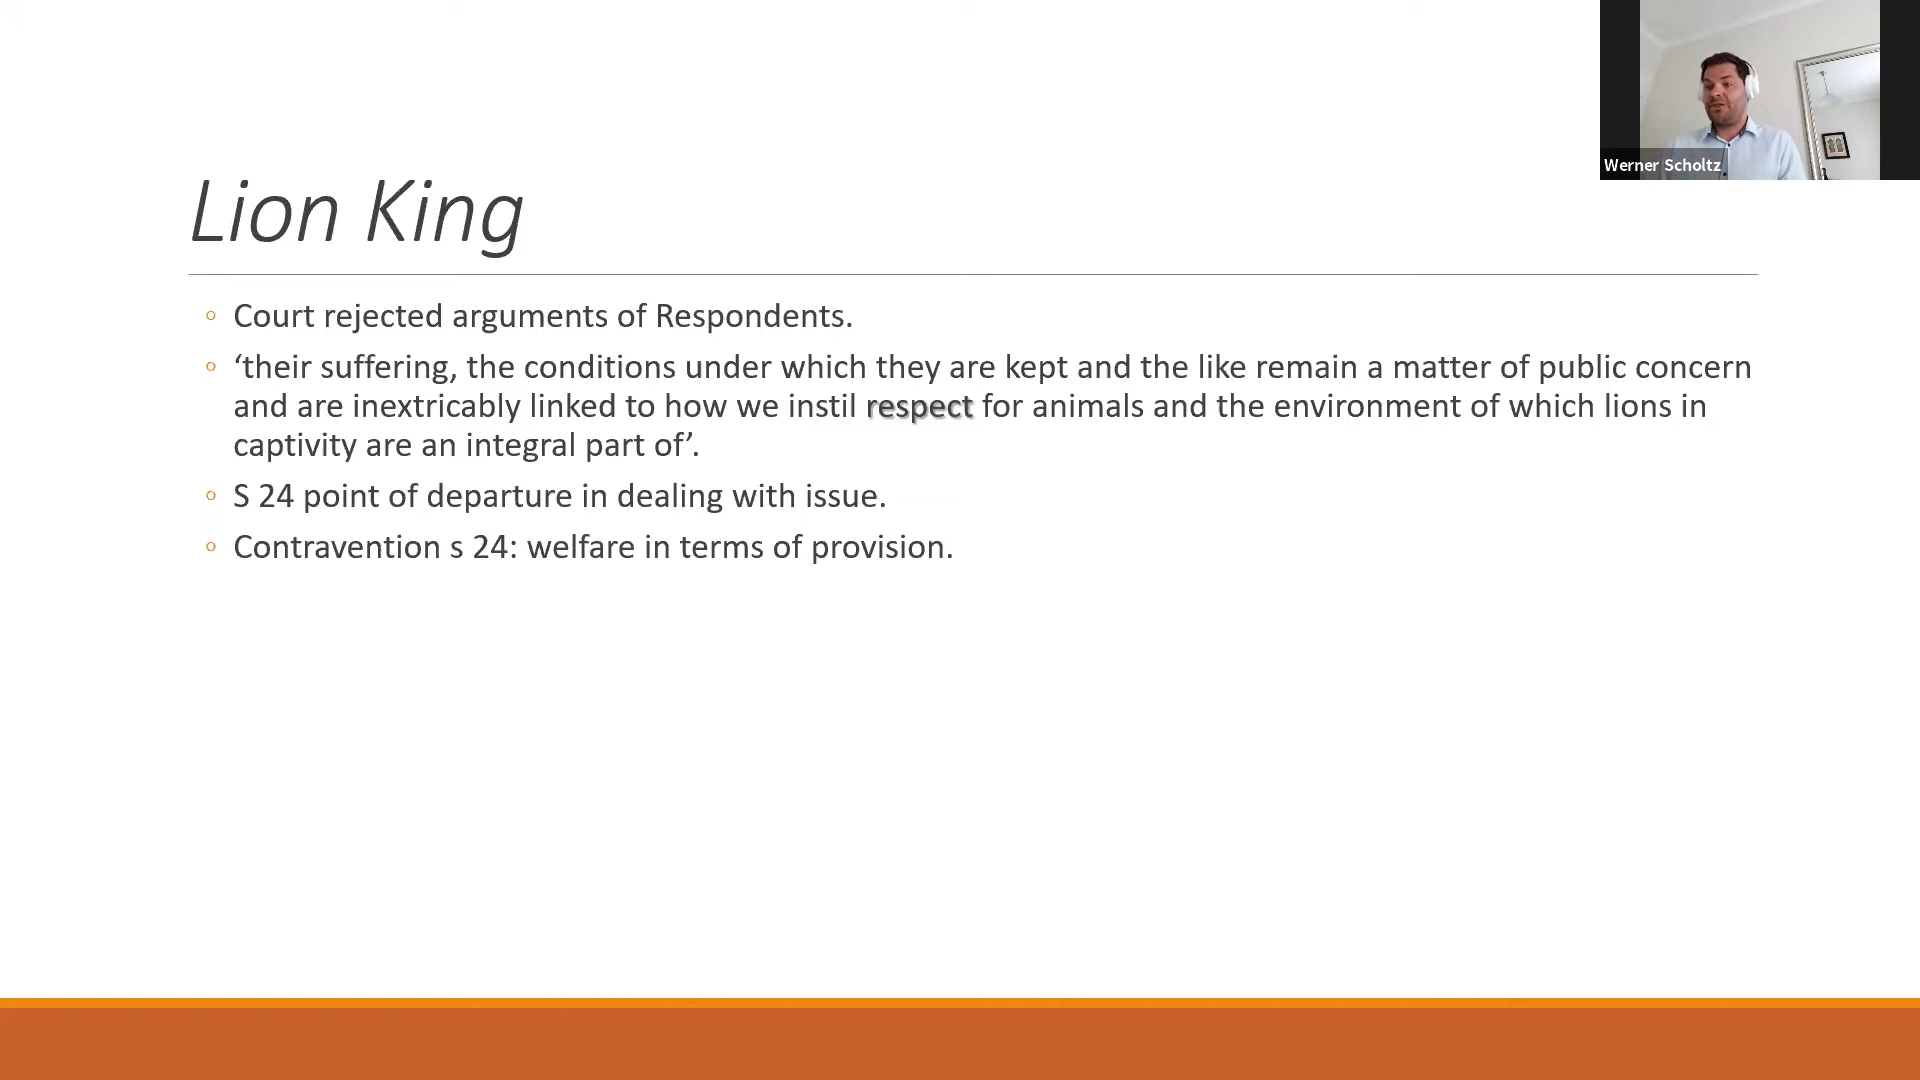 Werner Scholtz
Lion King
◦ Court rejected arguments of Respondents.
◦ ‘their suffering, the conditions under which they are kept and the like remain a matter of public concern
and are inextricably linked to how we instil respect for animals and the environment of which lions in
captivity are an integral part of’.
◦ S 24 point of departure in dealing with issue.
◦ Contravention s 24: welfare in terms of provision.